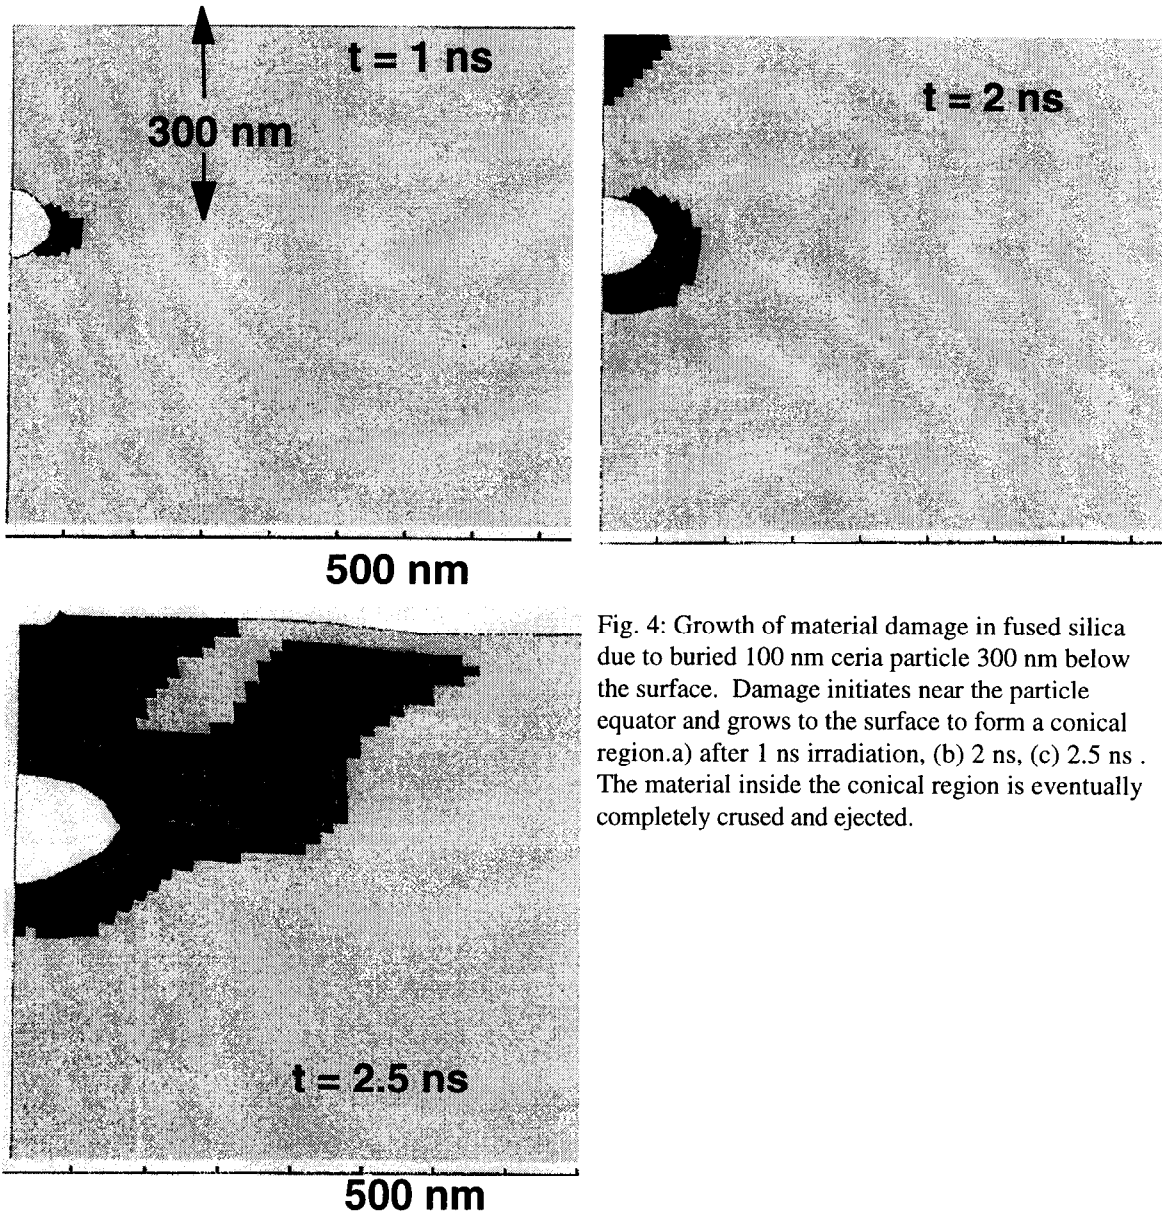 t = 1 ns
300 nm
t = 2 ns
500 nm
Fig. 4: Growth of material damage in fused silica
due to buried 100 nm ceria particle 300 nm below
the surface.  Damage initiates near the particle
equator and grows to the surface to form a conical
region.a) after 1 ns irradiation, (b) 2 ns, (c) 2.5 ns .
The material inside the conical region is eventually
completely crused and ejected.
t = 2.5 ns
500 nm